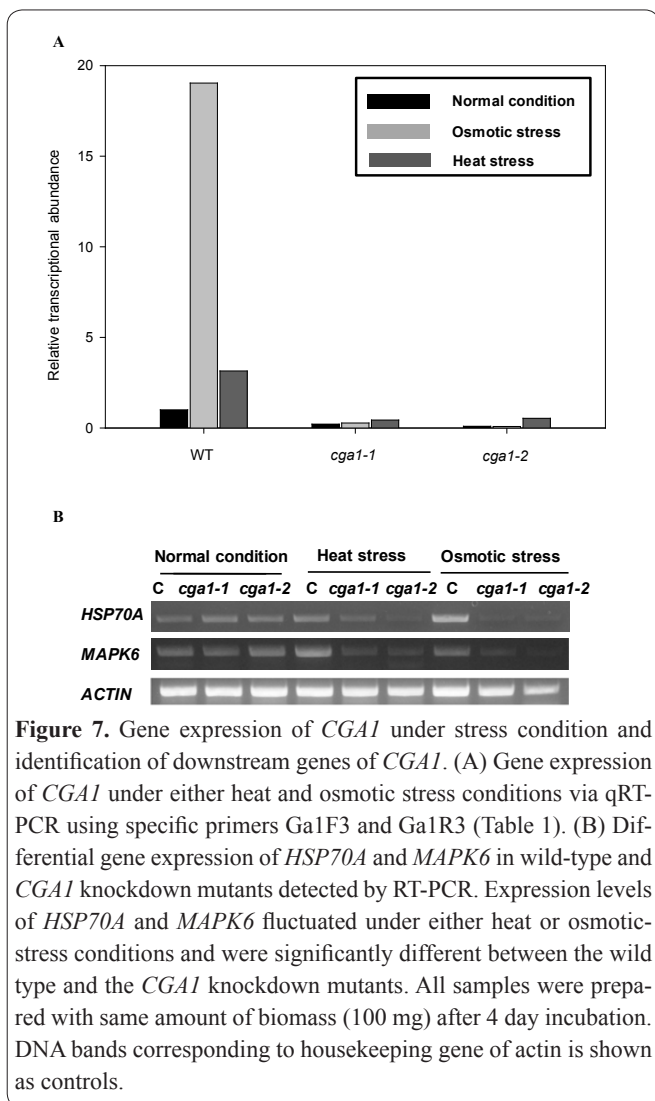 A
20
15
10
5
0
Relative transcriptional abundance
Normal condition
Osmotic stress
Heat stress
WT cga1-1 cga1-2
B
Normal condition Heat stress Osmotic stress
C cga1-1 cga1-2 C cga1-1 cga1-2 C cga1-1 cga1-2
HSP70A
MAPK6
ACTIN
Figure 7. Gene expression of CGA1 under stress condition and
identification of downstream genes of CGA1. (A) Gene expression
of CGA1 under either heat and osmotic stress conditions via qRT-
PCR using specific primers Ga1F3 and Ga1R3 (Table 1). (B) Dif-
ferential gene expression of HSP70A and MAPK6 in wild-type and
CGA1 knockdown mutants detected by RT-PCR. Expression levels
of HSP70A and MAPK6 fluctuated under either heat or osmotic-
stress conditions and were significantly different between the wild
type and the CGA1 knockdown mutants. All samples were prepa-
red with same amount of biomass (100 mg) after 4 day incubation.
DNA bands corresponding to housekeeping gene of actin is shown
as controls.